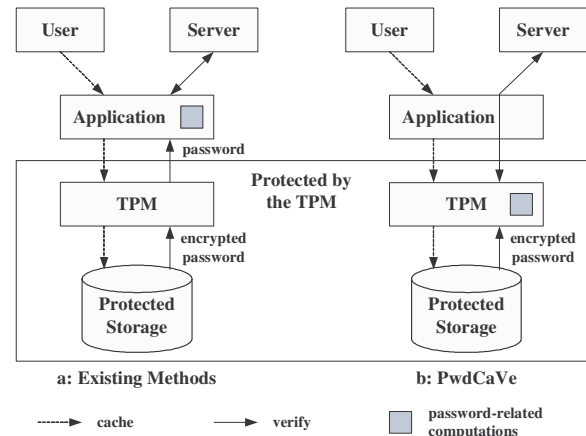 User
Server
User
Server
Application
Application
password
Protected by
the TPM
TPM
TPM
encrypted
password
encrypted
password
Protected
Storage
Protected
Storage
a: Existing Methods
b: PwdCaVe
cache
verify
password-related
computations